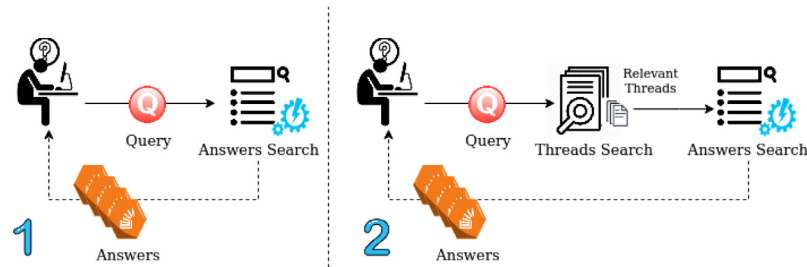 ?
Q
Query
Answers Search
Answers
1
?
Q
Query
Threads Search
Relevant
Threads
Answers Search
Answers
2